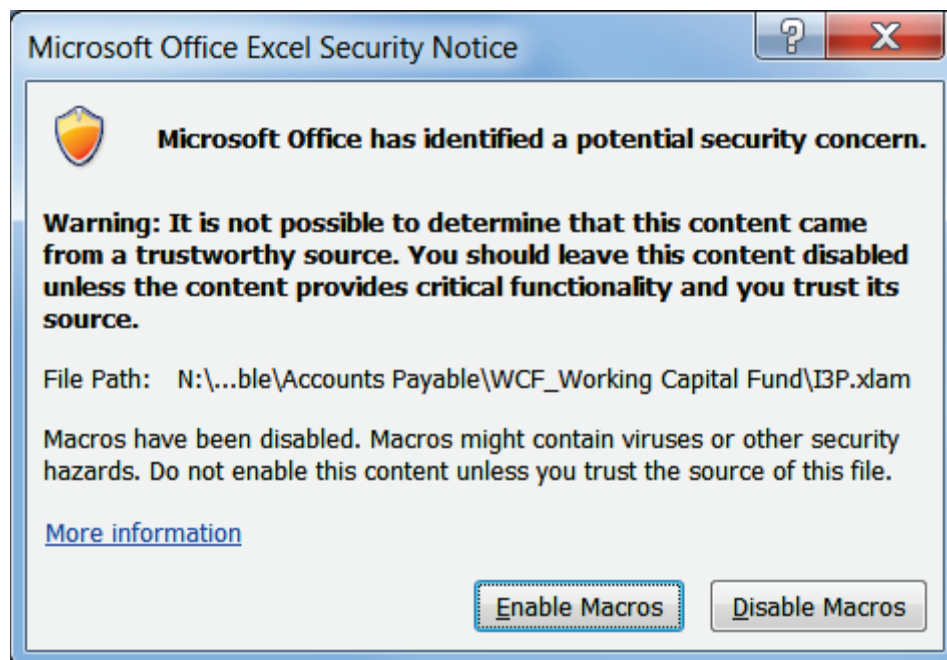 Microsoft Office Excel Security Notice
Microsoft Office has identified a potential security concern.
Warning: It is not possible to determine that this content came
from a trustworthy source. You should leave this content disabled
unless the content provides critical functionality and you trust its
source.
File Path: N:\...ble\Accounts Payable\WCF_Working Capital Fund\I3P.xlam
Macros have been disabled. Macros might contain viruses or other security
hazards. Do not enable this content unless you trust the source of this file.
More information
Enable Macros Disable Macros